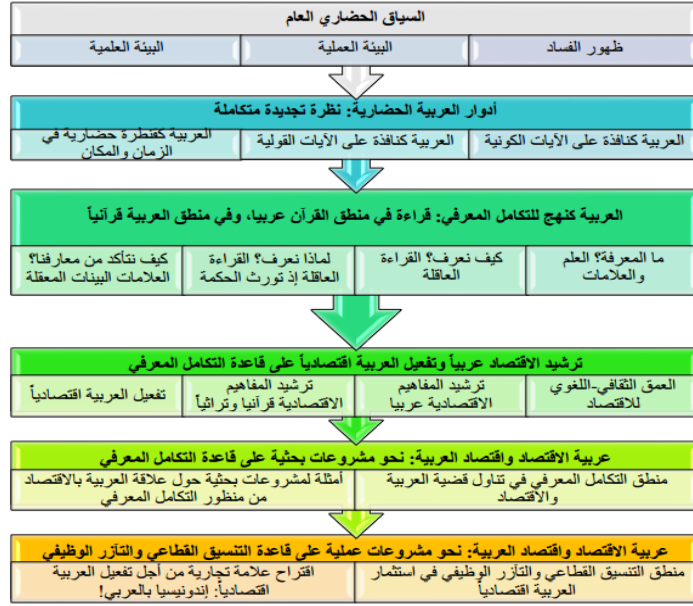 السياق الحضاري العام
ظهور الفساد
البيئة العملية
البيئة العلمية
أدوار العربية الحضارية: نظرة تجديدة متكاملة
العربية كنافذة على الآيات الكونية
العربية كنافذة على الآيات القولية
العربية كقنطرة حضارية في
الزمان والمكان
العربية كنهج للتكامل المعرفي: قراءة في منطق القرآن عربيا، وفي منطق العربية قرآنياً
ما المعرفة؟ العلم
والعلامات
كيف نعرف؟ القراءة
العاقلة
لماذا نعرف؟ القراءة
العاقلة إذ تورث الحكمة
كيف نتأكد من معارفنا؟
العلامات البينات المعقلة
ترشيد الاقتصاد عربياً وتفعيل العربية اقتصادياً على قاعدة التكامل المعرفي
العمق الثقافي-اللغوي
للاقتصاد
ترشيد المفاهيم
الاقتصادية عربيا
ترشيد المفاهيم
الاقتصادية قرآنيا وتراثياً
تفعيل العربية اقتصادياً
عربية الاقتصاد واقتصاد العربية: نحو مشروعات بحثية على قاعدة التكامل المعرفي
منطق التكامل المعرفي في تناول قضية العربية
والاقتصاد
أمثلة لمشروعات بحثية حول علاقة العربية بالاقتصاد
من منظور التكامل المعرفي
عربية الاقتصاد واقتصاد العربية: نحو مشروعات عملية على قاعدة التنسيق القطاعي والتآزر الوظيفي
منطق التنسيق القطاعي والتآزر الوظيفي في استثمار
العربية اقتصادياً
اقتراح علامة تجارية من أجل تفعيل العربية
اقتصادياً: إندونيسيا بالعربي!